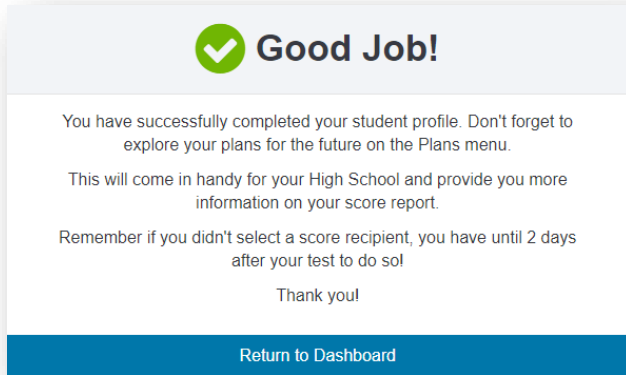 Good Job!
You have successfully completed your student profile. Don't forget to
explore your plans for the future on the Plans menu.
This will come in handy for your High School and provide you more
information on your score report.
Remember if you didn't select a score recipient, you have until 2 days
after your test to do so!
Thank you!
Return to Dashboard